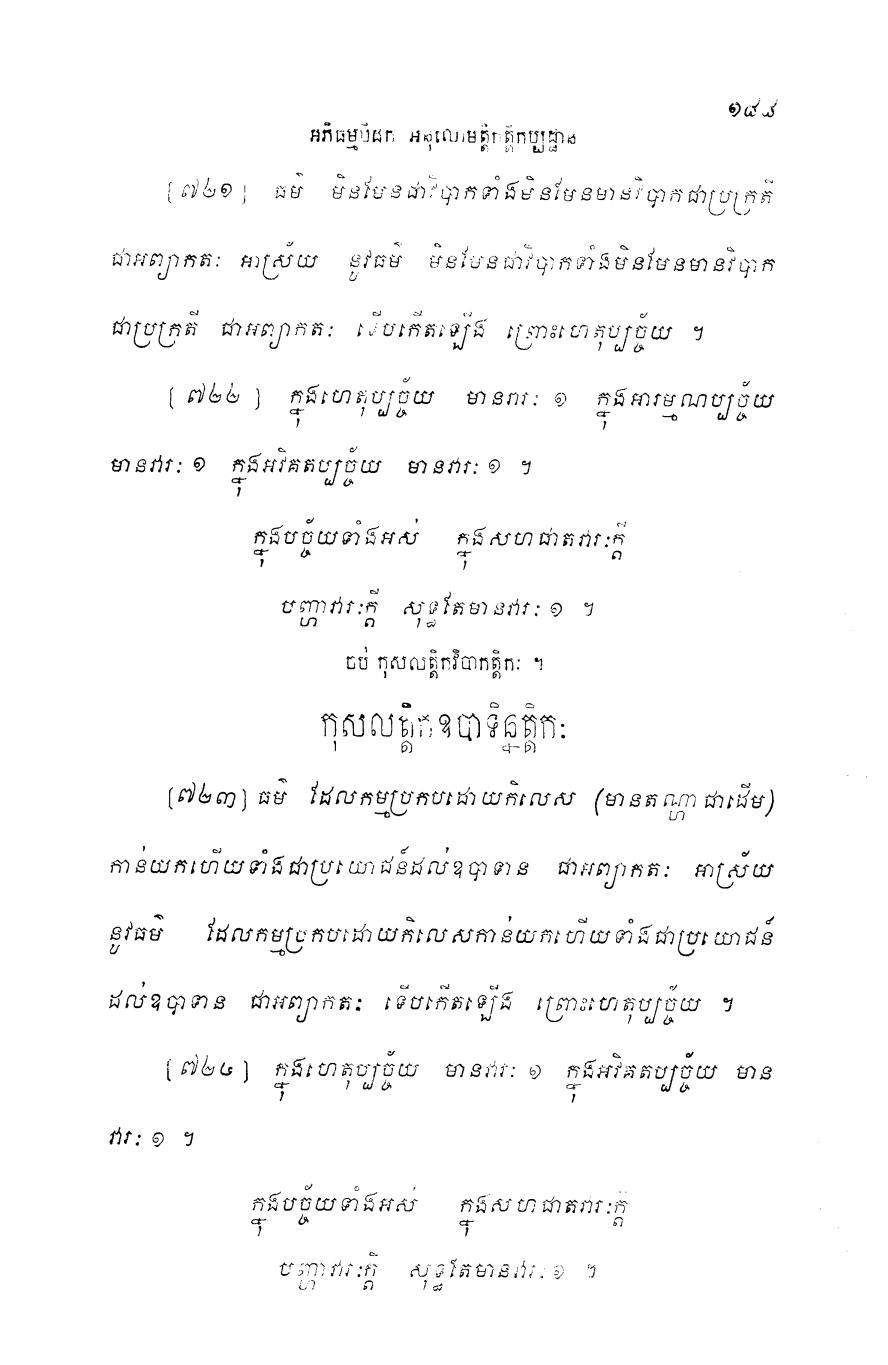 ១៨៩
អភិធម្មបិដក អនុលោមត្តិកត្តិកប្បដ្ឋាន
[៧២១] ធម៌ មិនមែនជាវិបាកទាំងមិនមែនមានវិបាកជាប្រក្រតី
ជាអព្យាកតៈ អាស្រ័យ នូវធម៌ មិនមែនជាវិបាកទាំងមិនមែនមានវិបាក
ជាប្រក្រតី ជាអព្យាកតៈ ទើបកើតឡើង ព្រោះហេតុប្បច្ច័យ ។
[៧២២] ក្នុងហេតុប្បច្ច័យ មានវារៈ ១ ក្នុងអារម្មណប្បច្ច័យ
មានវារៈ ១ ក្នុងអវិគតប្បច្ច័យ មានវារៈ ១ ។
ក្នុងបច្ច័យទាំងអស់ ក្នុងសហជាតវារៈក្តី
បញ្ហាវារៈក្តី សុទ្ធតែមានវារៈ ១ ។
ចប់ កុសលត្តិកវិបាកត្តិកៈ ។
កុសលត្តិកឧបាទិន្នត្តិកៈ
[៧២៣] ធម៌ ដែលកម្មប្រកបដោយកិលេស (មានតណ្ហាជាដើម)
កាន់យកហើយទាំងជាប្រយោជន៍ដល់ឧបាទាន ជាអព្យាកតៈ អាស្រ័យ
នូវធម៌ ដែលកម្មប្រកបដោយកិលេសកាន់យកហើយទាំងជាប្រយោជន៍
ដល់ឧបាទាន ជាអព្យាកតៈ ទើបកើតឡើង ព្រោះហេតុប្បច្ច័យ ។
[៧២៤] ក្នុងហេតុប្បច្ច័យ មានវារៈ ១ ក្នុងអវិគតប្បច្ច័យ មាន
វារៈ ១ ។
ក្នុងបច្ច័យទាំងអស់ ក្នុងសហជាតវារៈក្តី
បញ្ហាវារៈក្តី សុទ្ធតែមានវារៈ ១ ។